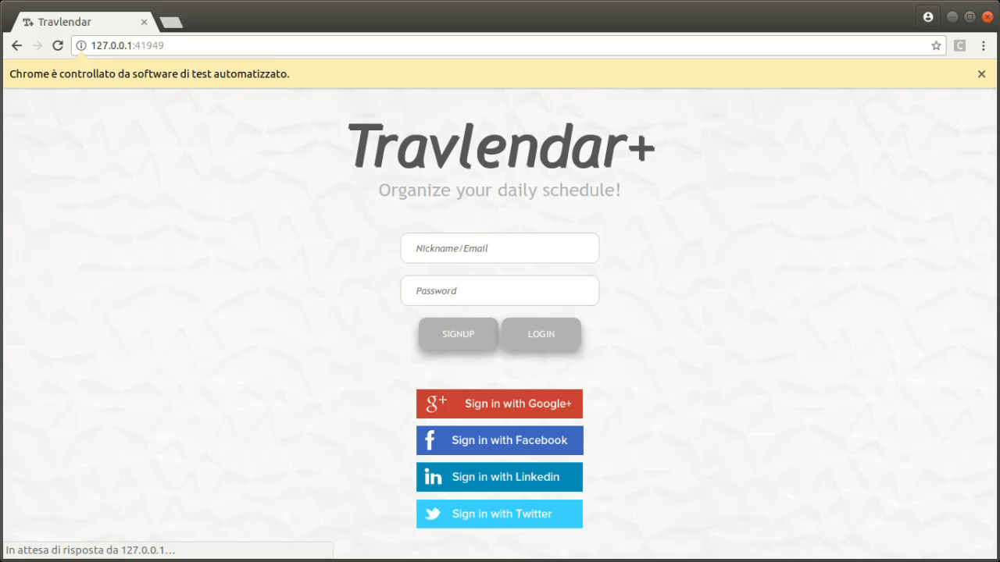 Travlendar
127.0.0.1:41949
Chrome è controllato da software di test automatizzato.
Travlendar+
Organize your daily schedule!
Nickname/Email
Password
SIGNUP LOGIN
g+ Sign in with Google+
f Sign in with Facebook
in Sign in with Linkedin
Sign in with Twitter
In attesa di risposta da 127.0.0.1...